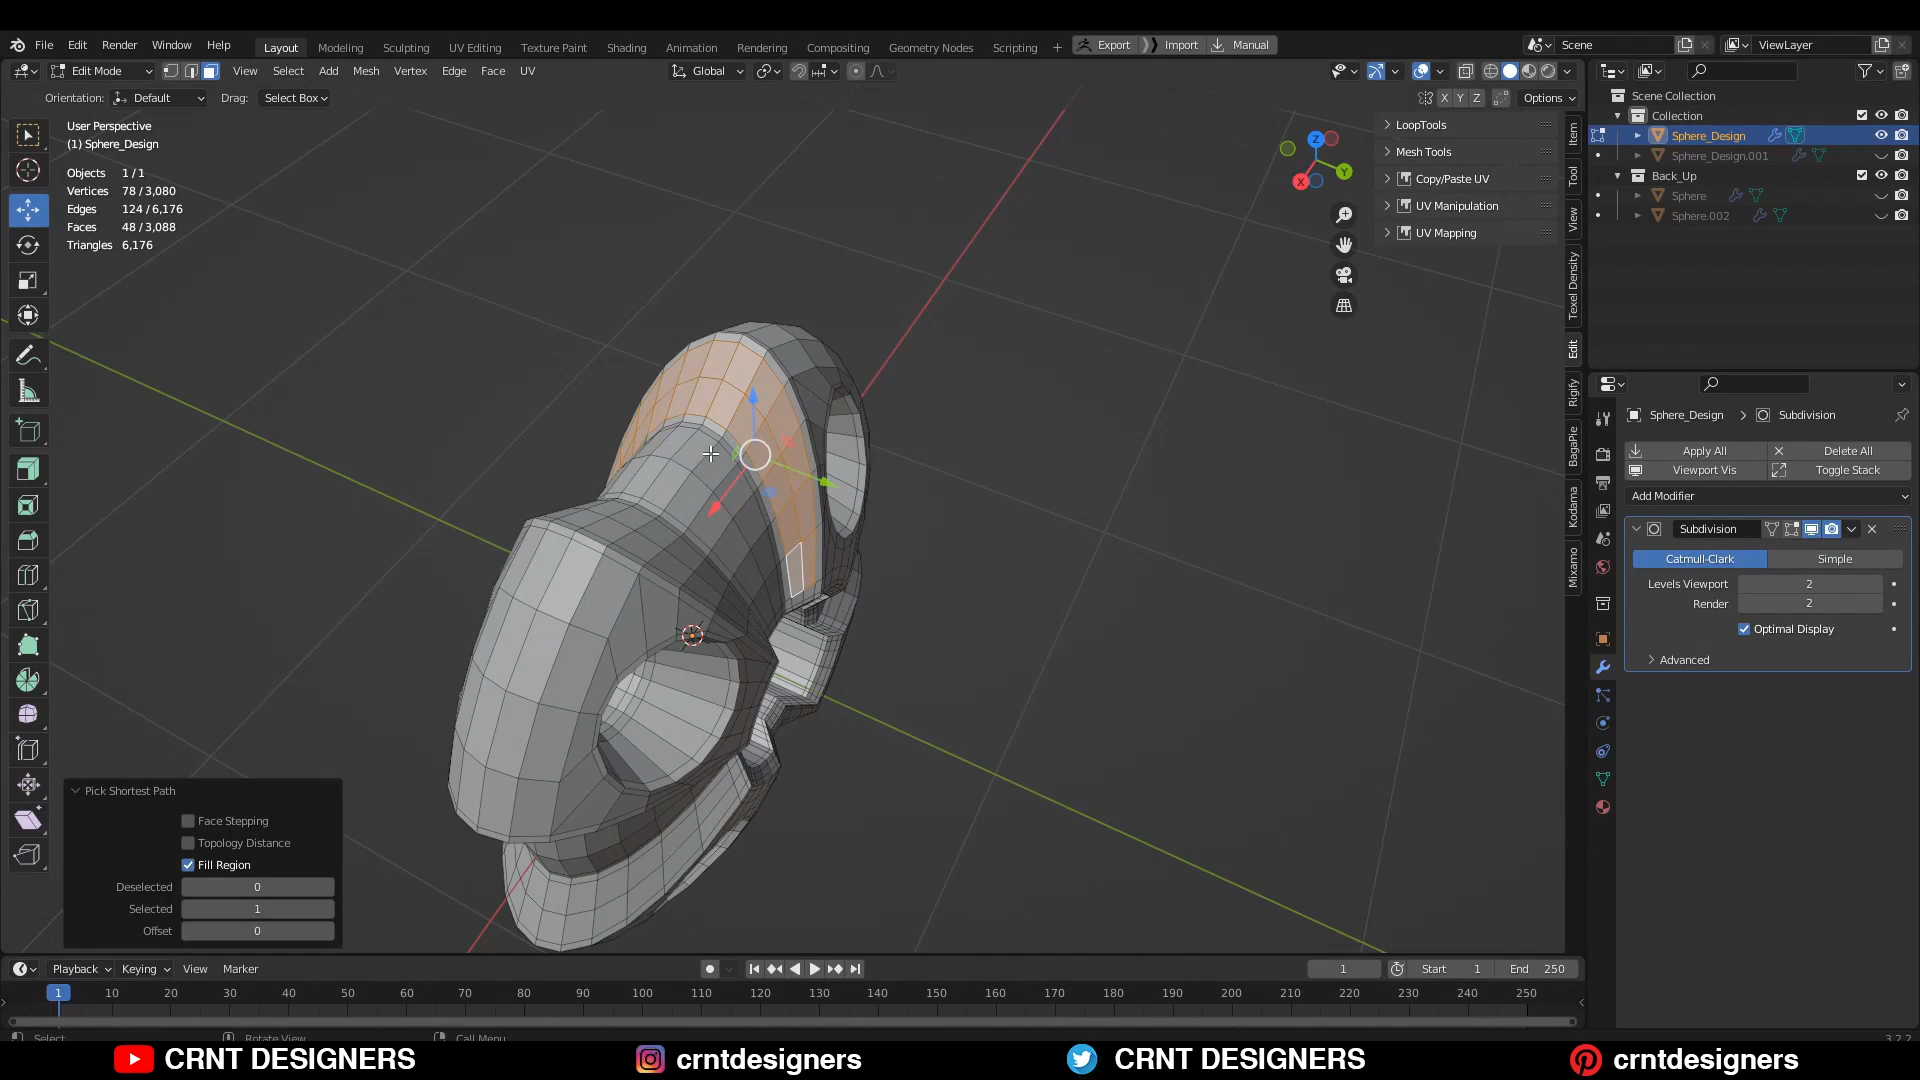 File Edit Render Window Help Layout Modeling Sculpting UV Editing Texture Paint Shading Animation Rendering Compositing Geometry Nodes Scripting + Export Import Manual Scene ViewLayer
Edit Mode View Select Add Mesh Vertex Edge Face UV Global
Orientation: Default Drag: Select Box X Y Z Options
User Perspective
(1) Sphere_Design
Objects 1 / 1
Vertices 78 / 3,080
Edges 124 / 6,176
Faces 48 / 3,088
Triangles 6,176
LoopTools
Mesh Tools
Copy/Paste UV
UV Manipulation
UV Mapping
Z
Y
X
Item
Tool
View
Texel Density
Edit
Rigify
BagaPie
Kodama
Mixamo
Scene Collection
Collection
Sphere_Design
Sphere_Design.001
Back_Up
Sphere
Sphere.002
Sphere_Design > Subdivision
Apply All Delete All
Viewport Vis Toggle Stack
Add Modifier
Subdivision
Catmull-Clark Simple
Levels Viewport 2
Render 2
Optimal Display
Advanced
Pick Shortest Path
Face Stepping
Topology Distance
Fill Region
Deselected 0
Selected 1
Offset 0
Playback Keying View Marker 1 Start 1 End 250
1 10 20 30 40 50 60 70 80 90 100 110 120 130 140 150 160 170 180 190 200 210 220 230 240 250
Select Rotate View Call Menu 3.2.2
CRNT DESIGNERS crntdesigners CRNT DESIGNERS crntdesigners